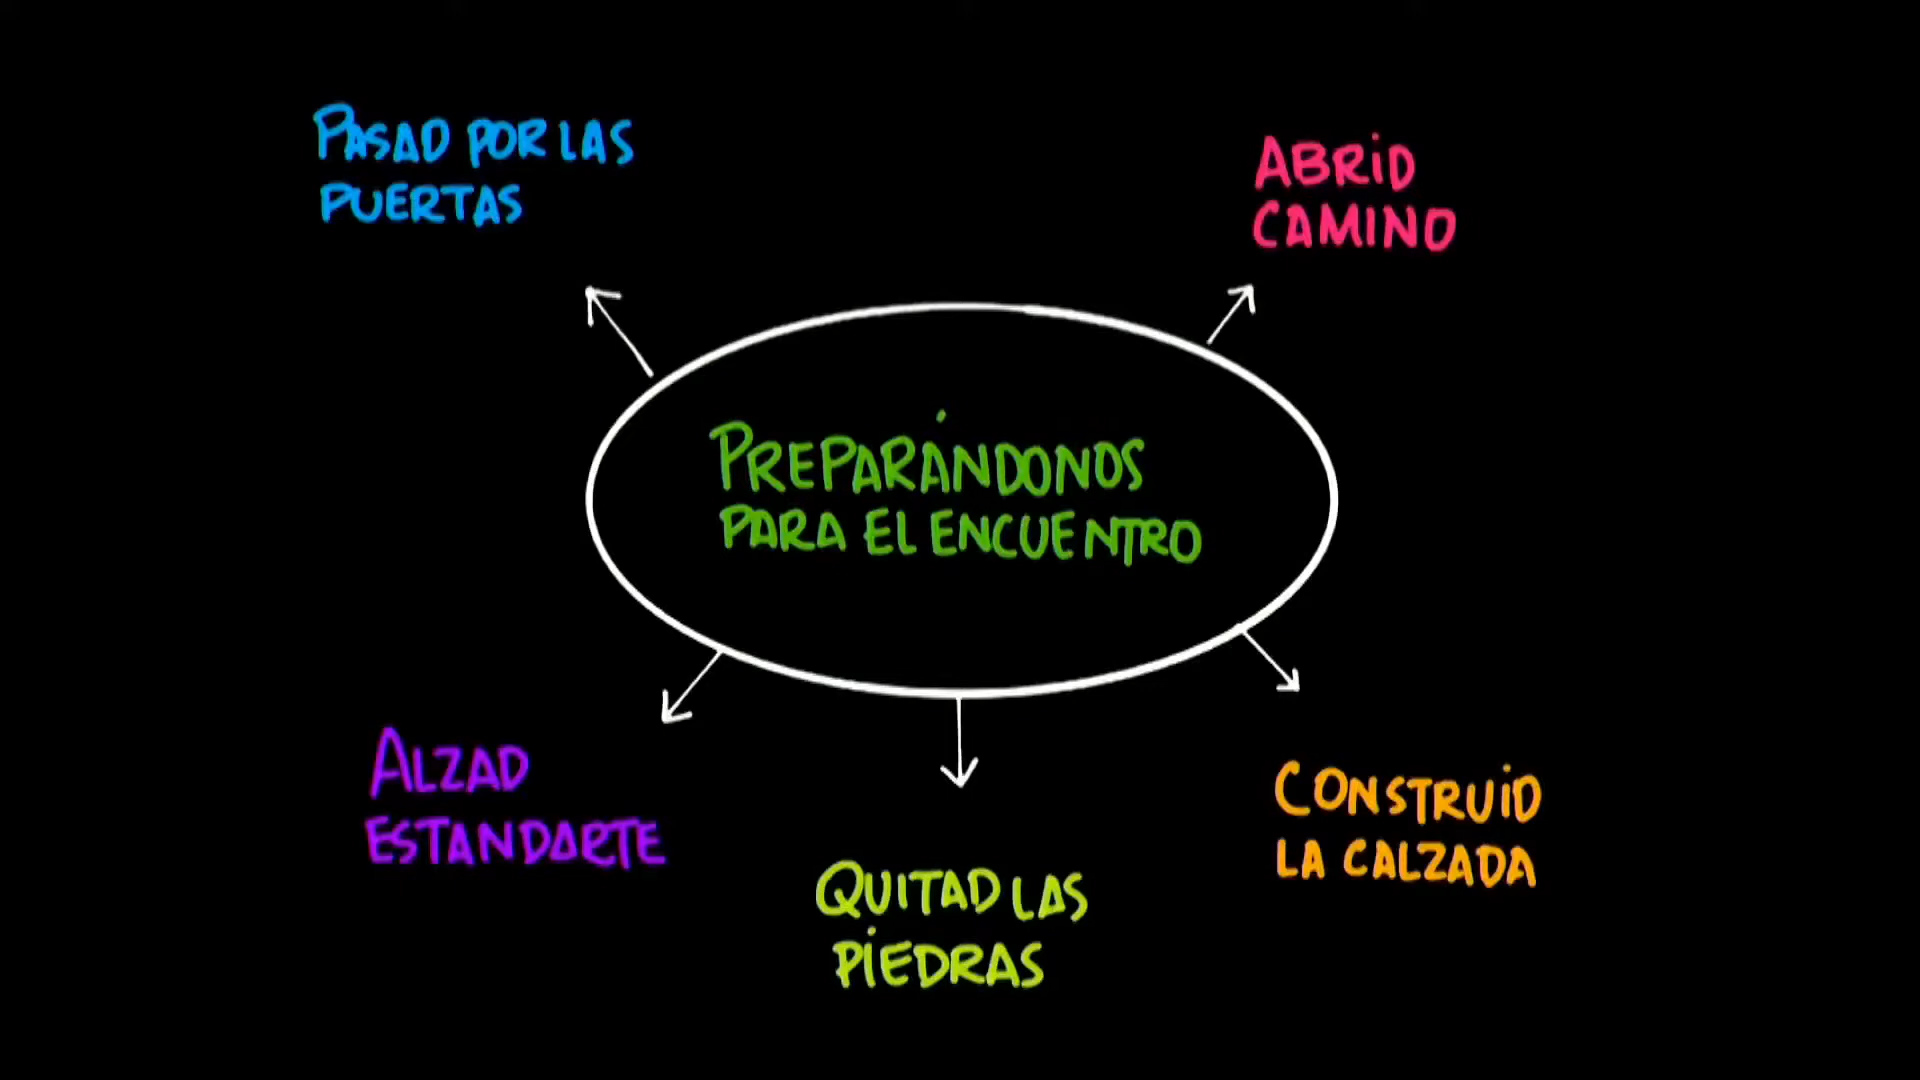 PASAD POR LAS
PUERTAS
ABRID
CAMINO
PREPARÁNDONOS
PARA EL ENCUENTRO
ALZAD
ESTANDARTE
QUITAD LAS
PIEDRAS
CONSTRUID
LA CALZADA